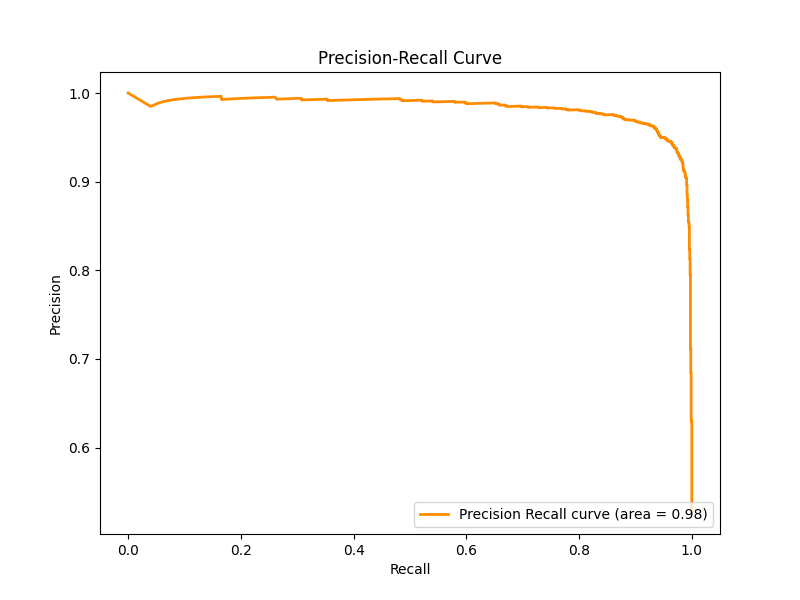 Precision-Recall Curve
1.0
0.9
0.8
0.7
0.6
Precision
Precision Recall curve (area = 0.98)
0.0 0.2 0.4 0.6 0.8 1.0
Recall